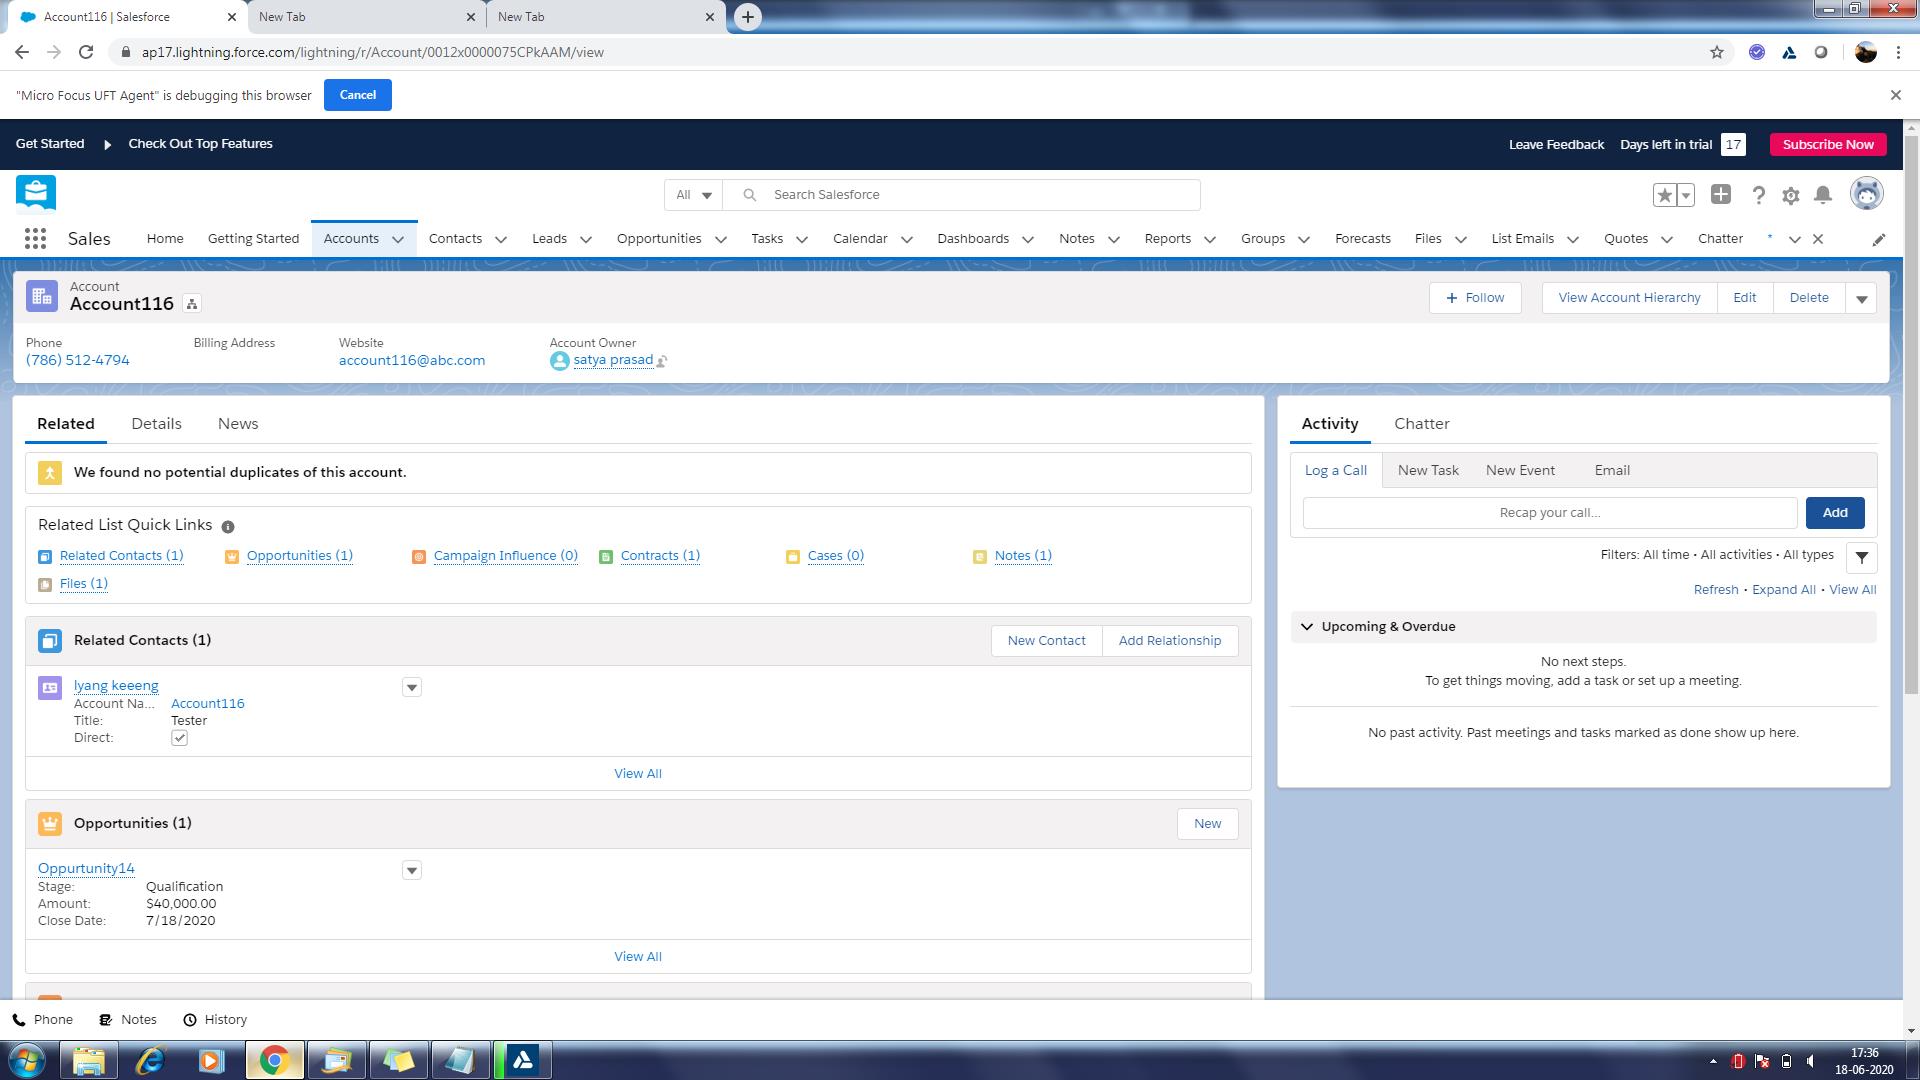 Account116 | Salesforce
New Tab
New Tab
ap17.lightning.force.com/lightning/r/Account/0012x0000075CPkAAM/view
"Micro Focus UFT Agent" is debugging this browser
Cancel
Get Started
Check Out Top Features
Leave Feedback
Days left in trial
17
Subscribe Now
All
Search Salesforce
Sales
Home
Getting Started
Accounts
Contacts
Leads
Opportunities
Tasks
Calendar
Dashboards
Notes
Reports
Groups
Forecasts
Files
List Emails
Quotes
Chatter
*
Account
Account116
+ Follow
View Account Hierarchy
Edit
Delete
Phone
Billing Address
Website
Account Owner
(786) 512-4794
account116@abc.com
satya prasad
Related
Details
News
We found no potential duplicates of this account.
Related List Quick Links
Related Contacts (1)
Opportunities (1)
Campaign Influence (0)
Contracts (1)
Cases (0)
Notes (1)
Files (1)
Related Contacts (1)
New Contact
Add Relationship
lyang keeeng
Account Na...
Account116
Title:
Tester
Direct:
View All
Opportunities (1)
New
Oppurtunity14
Stage:
Qualification
Amount:
$40,000.00
Close Date:
7/18/2020
View All
Activity
Chatter
Log a Call
New Task
New Event
Email
Recap your call...
Add
Filters: All time • All activities • All types
Refresh • Expand All • View All
Upcoming & Overdue
No next steps.
To get things moving, add a task or set up a meeting.
No past activity. Past meetings and tasks marked as done show up here.
Phone
Notes
History
17:36
18-06-2020